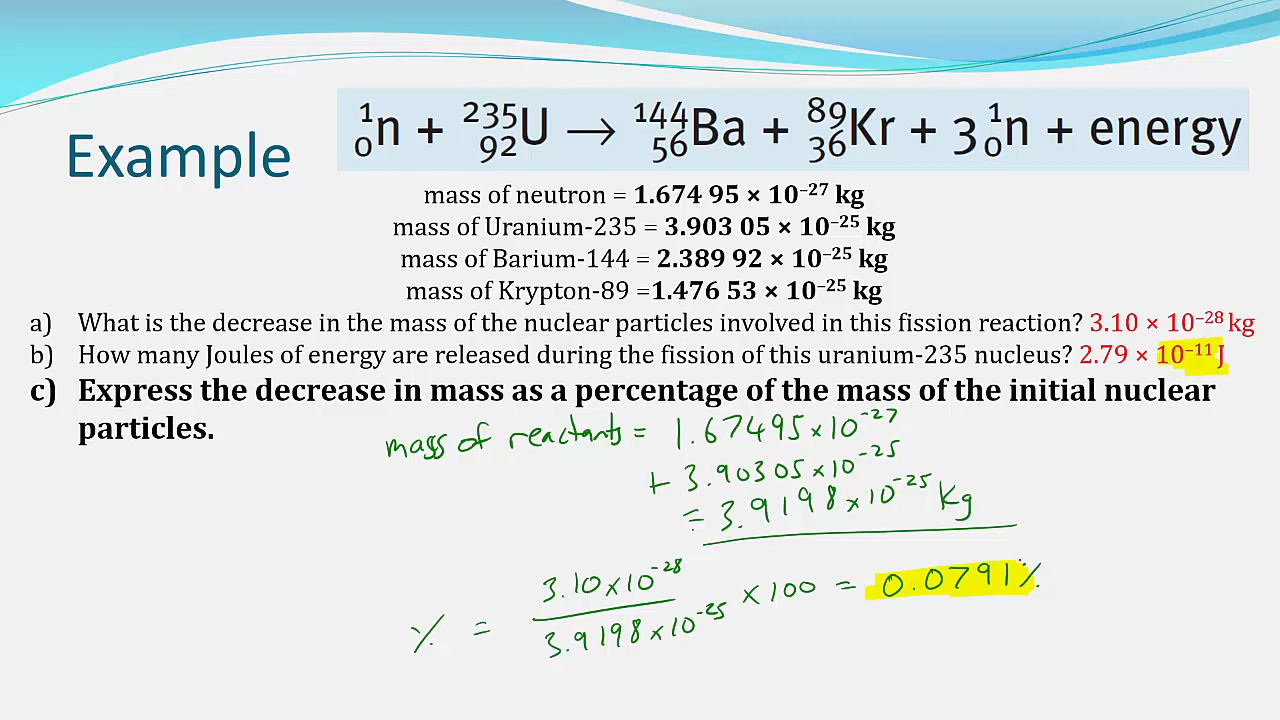 Example
¹₀n + ²³⁵₉₂U → ¹⁴⁴₅₆Ba + ⁸⁹₃₆Kr + 3¹₀n + energy
mass of neutron = 1.674 95 × 10⁻²⁷ kg
mass of Uranium-235 = 3.903 05 × 10⁻²⁵ kg
mass of Barium-144 = 2.389 92 × 10⁻²⁵ kg
mass of Krypton-89 =1.476 53 × 10⁻²⁵ kg
a) What is the decrease in the mass of the nuclear particles involved in this fission reaction? 3.10 × 10⁻²⁸ kg
b) How many Joules of energy are released during the fission of this uranium-235 nucleus? 2.79 × 10⁻¹¹ J
c) Express the decrease in mass as a percentage of the mass of the initial nuclear
particles.
mass of reactants = 1.67495 × 10⁻²⁷
+ 3.90305 × 10⁻²⁵
= 3.9198 × 10⁻²⁵ Kg
3.10 × 10⁻²⁸
% = ——— × 100 = 0.0791%
3.9198 × 10⁻²⁵